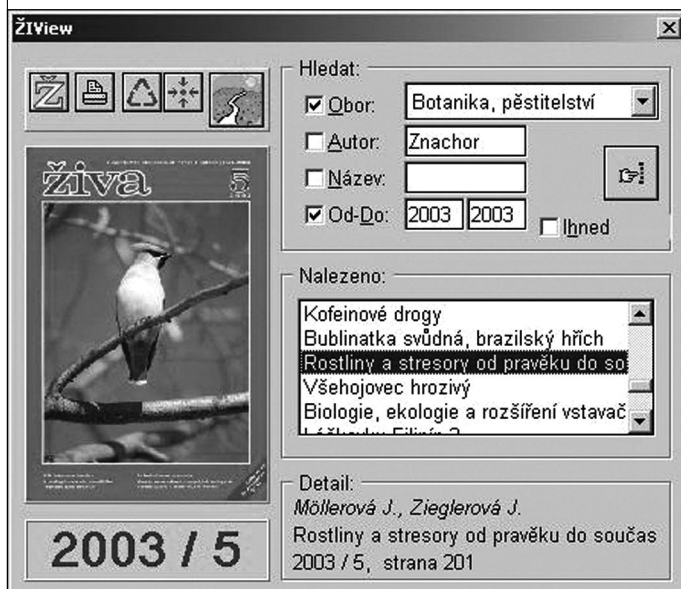 ŽIView
Ž
živa
5
2003 / 5
Hledat:
Obor: Botanika, pěstitelství
Autor: Znachor
Název:
Od-Do: 2003 2003
Ihned
Nalezeno:
Kofeinové drogy
Bublinatka svůdná, brazilský hřích
Rostliny a stresory od pravěku do so
Všehojovec hrozivý
Biologie, ekologie a rozšíření vstavač
Detail:
Möllerová J., Zieglerová J.
Rostliny a stresory od pravěku do součas
2003 / 5, strana 201